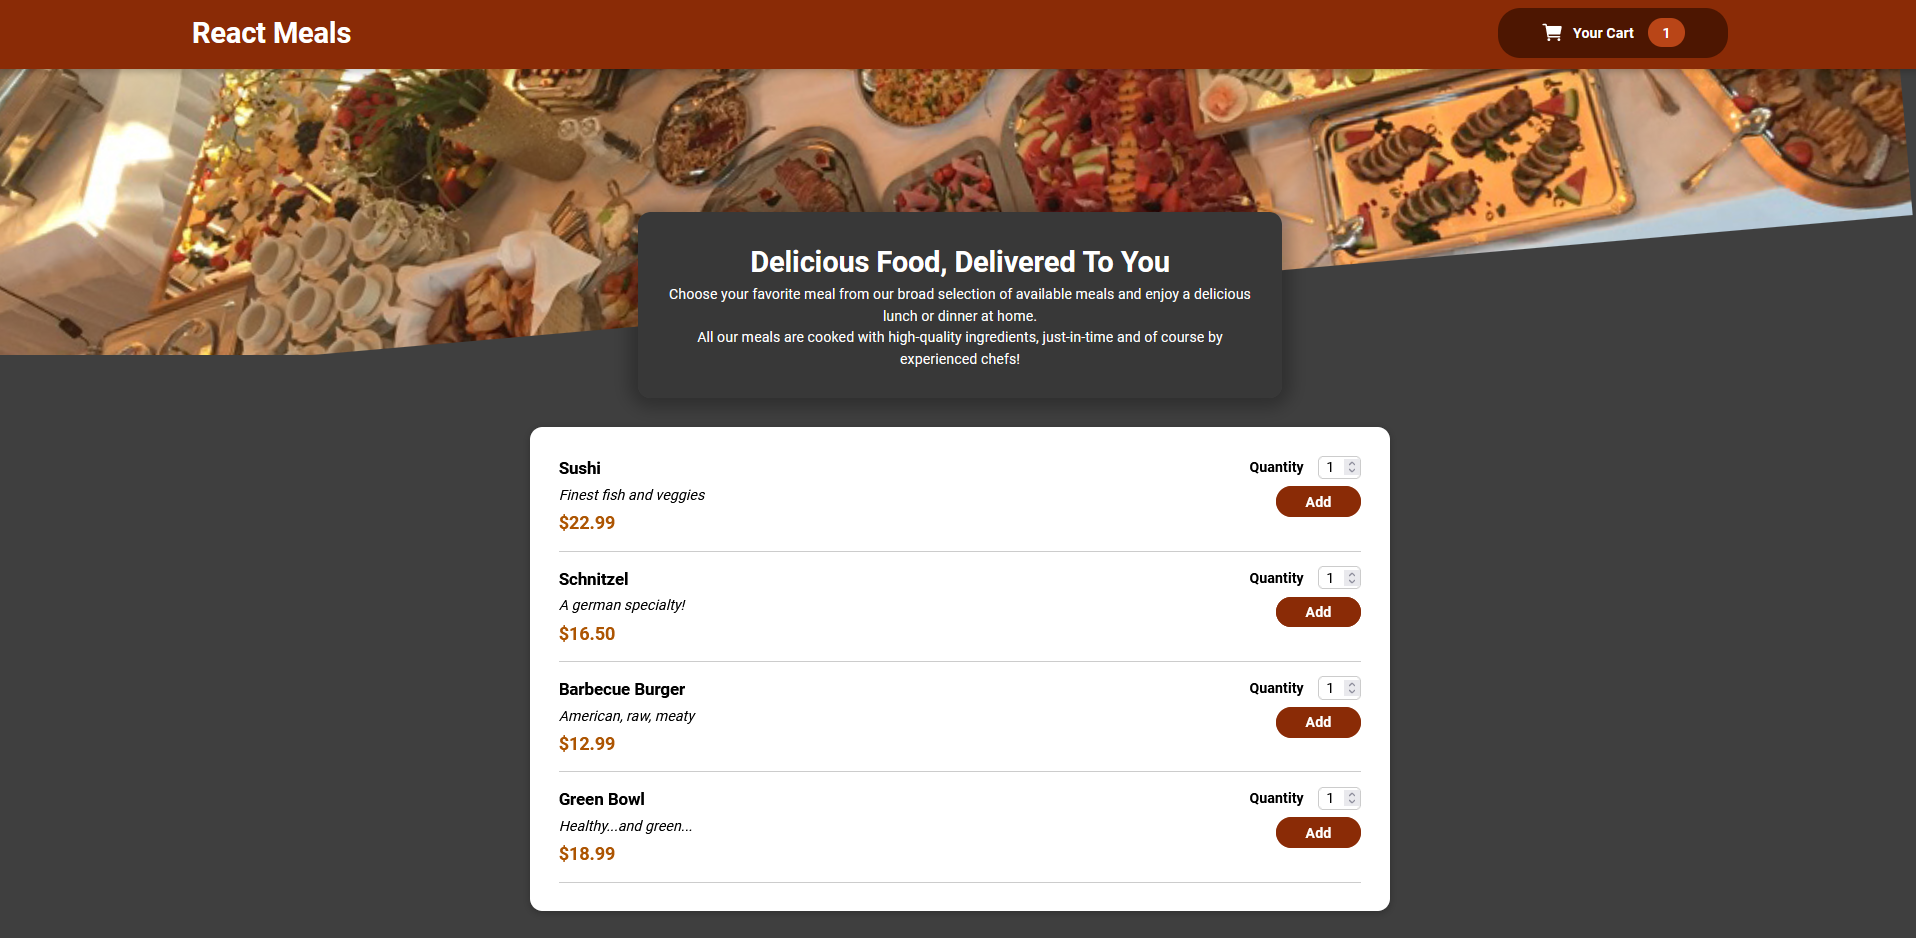 React Meals
Your Cart 1
Delicious Food, Delivered To You
Choose your favorite meal from our broad selection of available meals and enjoy a delicious
lunch or dinner at home.
All our meals are cooked with high-quality ingredients, just-in-time and of course by
experienced chefs!
Sushi
Finest fish and veggies
$22.99
Quantity 1
Add
Schnitzel
A german specialty!
$16.50
Quantity 1
Add
Barbecue Burger
American, raw, meaty
$12.99
Quantity 1
Add
Green Bowl
Healthy...and green...
$18.99
Quantity 1
Add